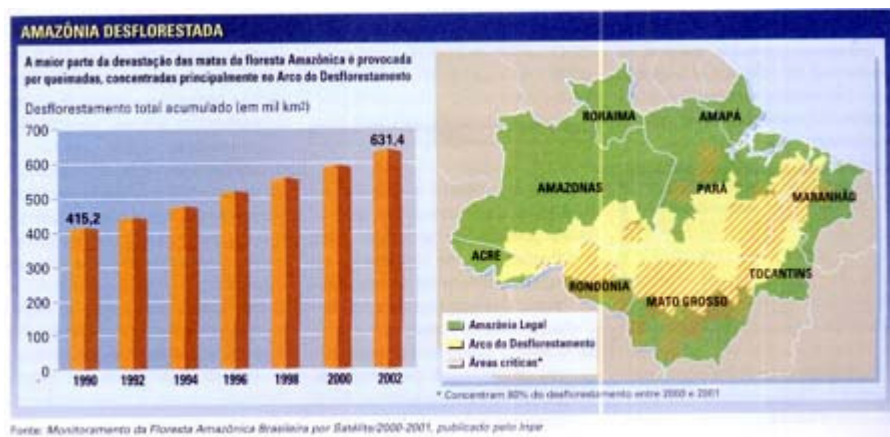 AMAZÔNIA DESFLORESTADA
A maior parte da devastação das matas da floresta Amazônica é provocada
por queimadas, concentradas principalmente no Arco do Desflorestamento
Desflorestamento total acumulado (em mil km²)
700
600
500
400
300
200
100
0
415,2
631,4
1990 1992 1994 1996 1998 2000 2002
RORAIMA
AMAPÁ
AMAZONAS
PARÁ
MARANHÃO
ACRE
RONDÔNIA
TOCANTINS
MATO GROSSO
Amazônia Legal
Arco do Desflorestamento
Áreas críticas*
* Concentram 80% do desflorestamento entre 2000 e 2001
Fonte: Monitoramento da Floresta Amazônica Brasileira por Satélite/2000-2001, publicado pelo Inpe